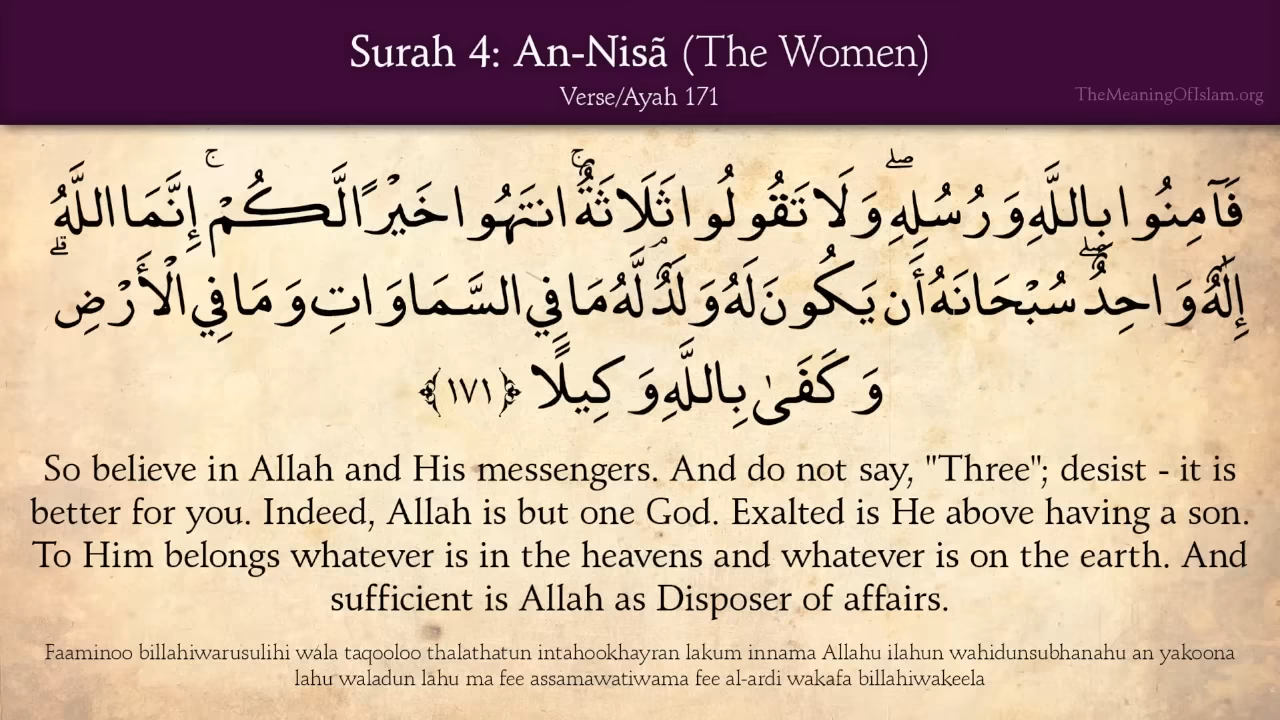 Surah 4: An-Nisã (The Women)
Verse/Ayah 171
TheMeaningOfIslam.org
فَآمِنُوا بِاللَّهِ وَرُسُلِهِ ۖ وَلَا تَقُولُوا ثَلَاثَةٌ ۚ انتَهُوا خَيْرًا لَّكُمْ ۚ إِنَّمَا اللَّهُ
إِلَٰهٌ وَاحِدٌ ۖ سُبْحَانَهُ أَن يَكُونَ لَهُ وَلَدٌ ۘ لَّهُ مَا فِي السَّمَاوَاتِ وَمَا فِي الْأَرْضِ ۗ
وَكَفَىٰ بِاللَّهِ وَكِيلًا ﴿١٧١﴾
So believe in Allah and His messengers. And do not say, "Three"; desist - it is
better for you. Indeed, Allah is but one God. Exalted is He above having a son.
To Him belongs whatever is in the heavens and whatever is on the earth. And
sufficient is Allah as Disposer of affairs.
Faaminoo billahiwarusulihi wala taqooloo thalathatun intahookhayran lakum innama Allahu ilahun wahidunsubhanahu an yakoona
lahu waladun lahu ma fee assamawatiwama fee al-ardi wakafa billahiwakeela